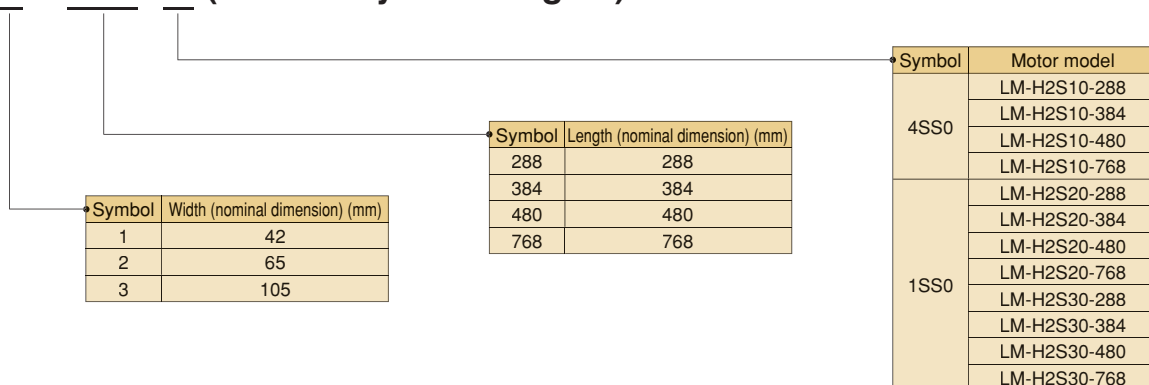 Symbol Motor model
4SS0
LM-H2S10-288
LM-H2S10-384
LM-H2S10-480
LM-H2S10-768
1SS0
LM-H2S20-288
LM-H2S20-384
LM-H2S20-480
LM-H2S20-768
LM-H2S30-288
LM-H2S30-384
LM-H2S30-480
LM-H2S30-768
Symbol Length (nominal dimension) (mm)
288 288
384 384
480 480
768 768
Symbol Width (nominal dimension) (mm)
1 42
2 65
3 105